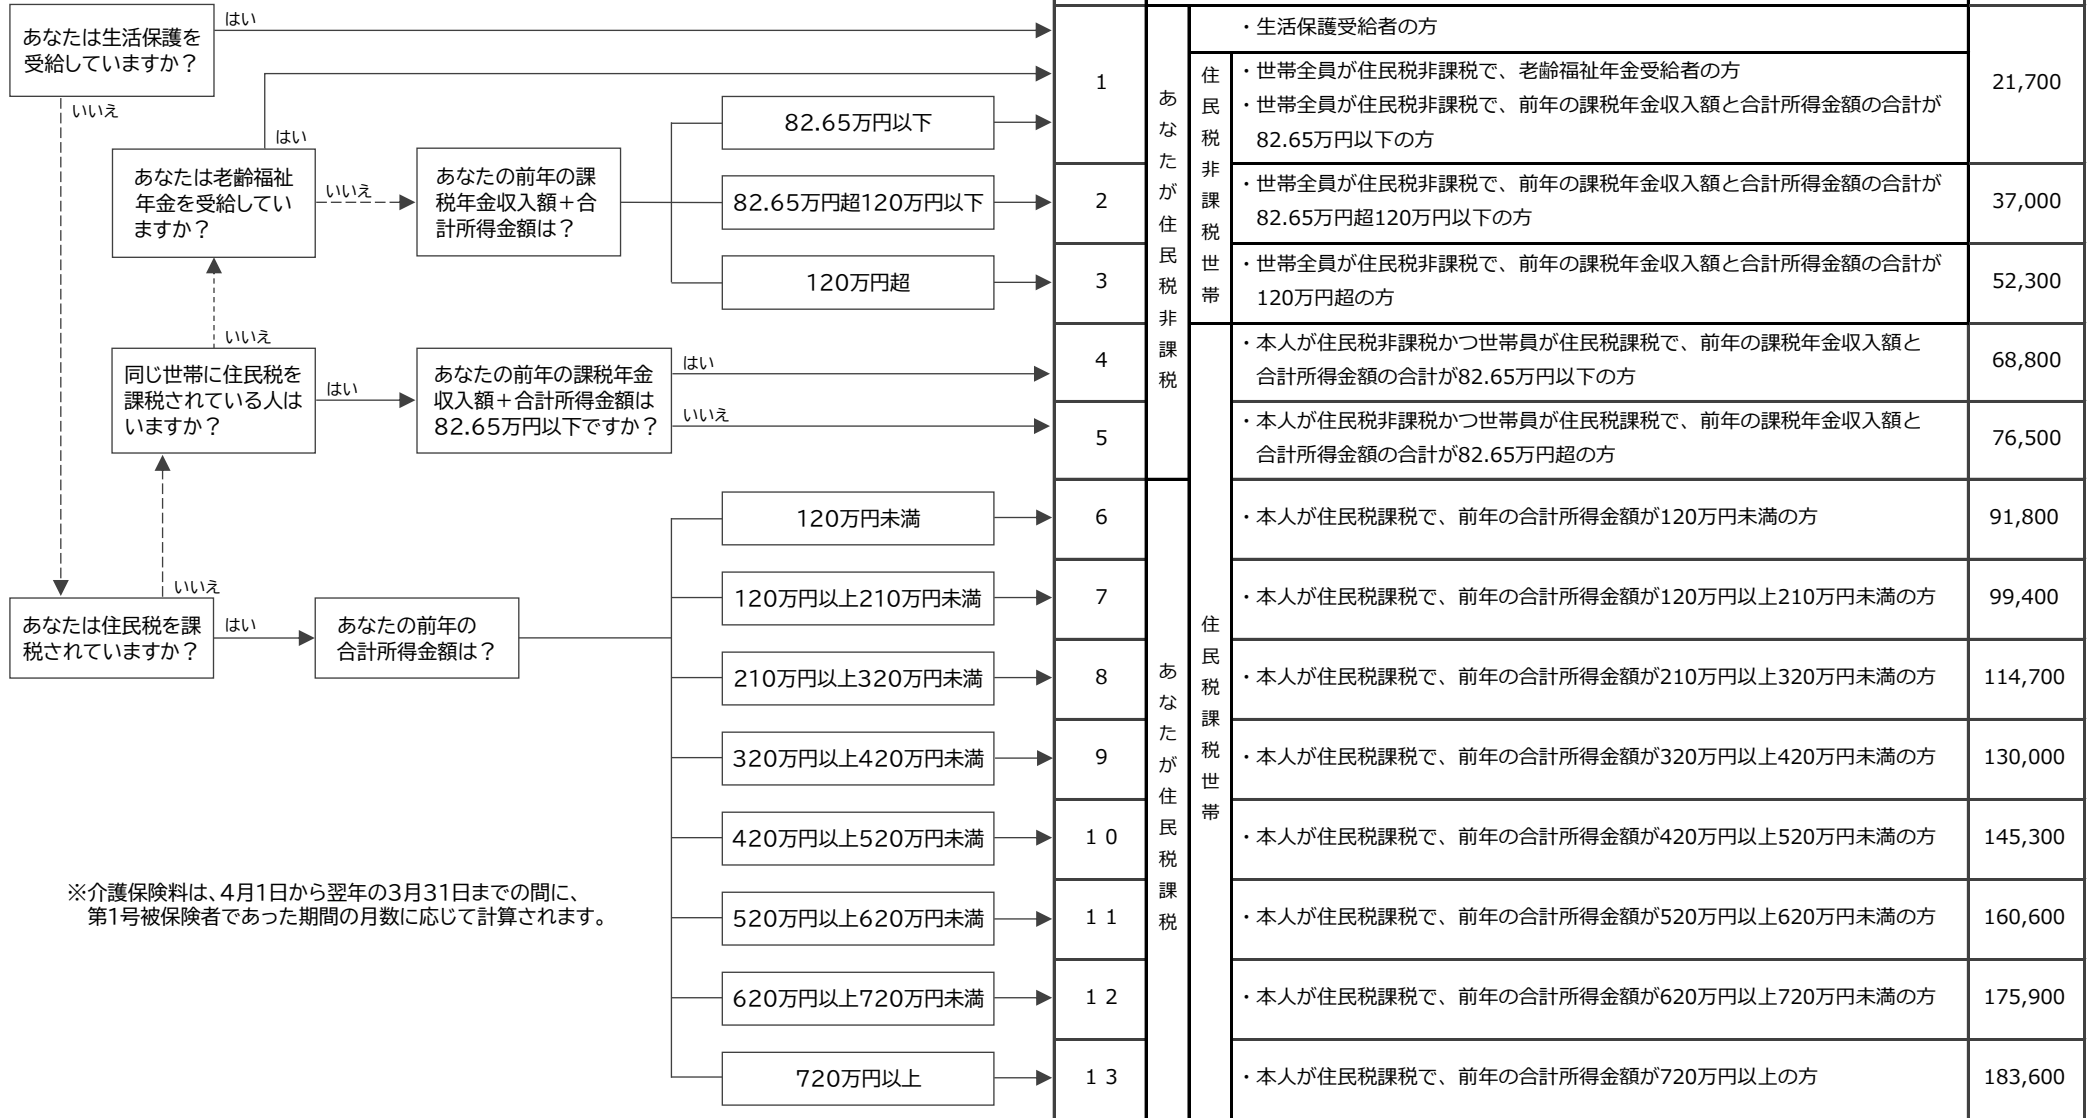 あなたは生活保護を
受給していますか？
はい
いいえ
はい
あなたは老齢福祉
年金を受給してい
ますか？
いいえ
あなたの前年の課
税年金収入額＋合
計所得金額は？
82.65万円以下
82.65万円超120万円以下
120万円超
いいえ
同じ世帯に住民税を
課税されている人は
いますか？
はい
あなたの前年の課税年金
収入額＋合計所得金額は
82.65万円以下ですか？
はい
いいえ
いいえ
あなたは住民税を課
税されていますか？
はい
あなたの前年の
合計所得金額は？
120万円未満
120万円以上210万円未満
210万円以上320万円未満
320万円以上420万円未満
420万円以上520万円未満
520万円以上620万円未満
620万円以上720万円未満
720万円以上
※介護保険料は、4月1日から翌年の3月31日までの間に、
第1号被保険者であった期間の月数に応じて計算されます。
あなたが住民税非課税
住民税非課税世帯
1
・生活保護受給者の方
・世帯全員が住民税非課税で、老齢福祉年金受給者の方
・世帯全員が住民税非課税で、前年の課税年金収入額と合計所得金額の合計が
82.65万円以下の方
21,700
2
・世帯全員が住民税非課税で、前年の課税年金収入額と合計所得金額の合計が
82.65万円超120万円以下の方
37,000
3
・世帯全員が住民税非課税で、前年の課税年金収入額と合計所得金額の合計が
120万円超の方
52,300
住民税課税世帯
4
・本人が住民税非課税かつ世帯員が住民税課税で、前年の課税年金収入額と
合計所得金額の合計が82.65万円以下の方
68,800
5
・本人が住民税非課税かつ世帯員が住民税課税で、前年の課税年金収入額と
合計所得金額の合計が82.65万円超の方
76,500
あなたが住民税課税
6
・本人が住民税課税で、前年の合計所得金額が120万円未満の方
91,800
7
・本人が住民税課税で、前年の合計所得金額が120万円以上210万円未満の方
99,400
8
・本人が住民税課税で、前年の合計所得金額が210万円以上320万円未満の方
114,700
9
・本人が住民税課税で、前年の合計所得金額が320万円以上420万円未満の方
130,000
１０
・本人が住民税課税で、前年の合計所得金額が420万円以上520万円未満の方
145,300
１１
・本人が住民税課税で、前年の合計所得金額が520万円以上620万円未満の方
160,600
１２
・本人が住民税課税で、前年の合計所得金額が620万円以上720万円未満の方
175,900
１３
・本人が住民税課税で、前年の合計所得金額が720万円以上の方
183,600